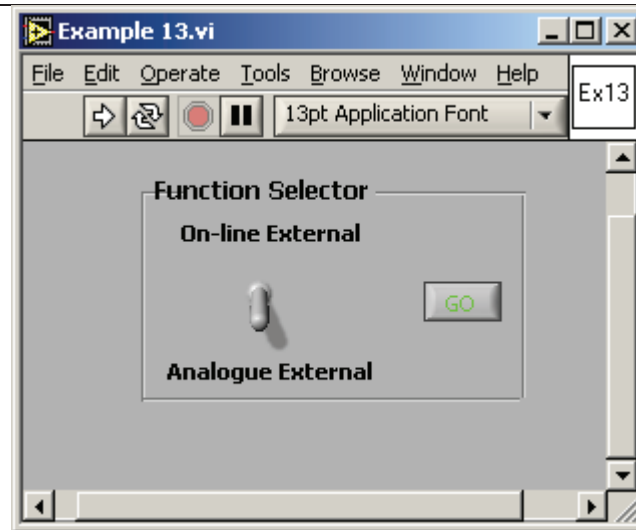 Example 13.vi
File Edit Operate Tools Browse Window Help
Ex13
13pt Application Font
Function Selector
On-line External
GO
Analogue External